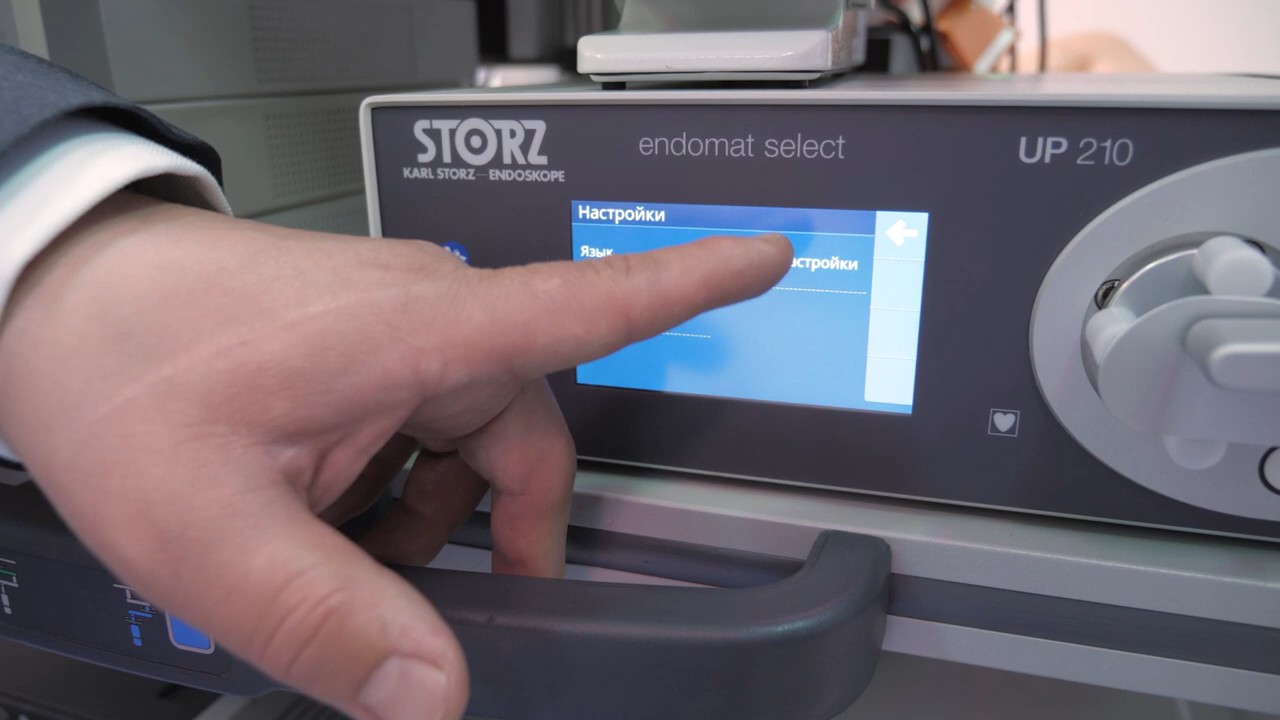 STORZ
KARL STORZ—ENDOSKOPE
endomat select
UP 210
Настройки
Язык
астройки